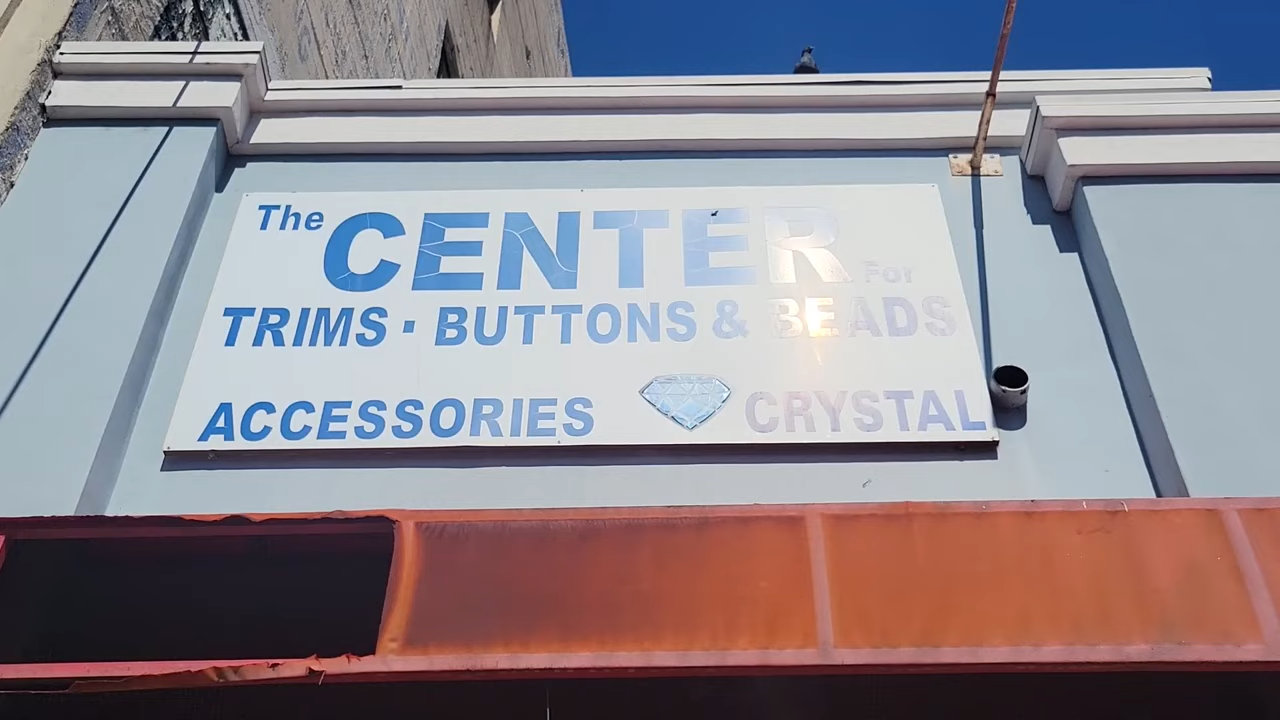 The CENTER For
TRIMS · BUTTONS & BEADS
ACCESSORIES CRYSTAL